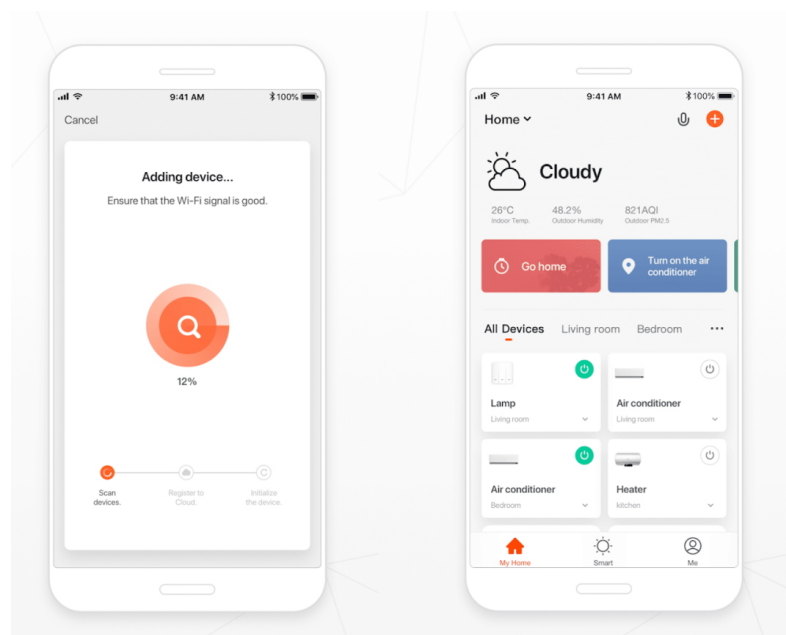 9:41 AM
100%
Cancel
Adding device...
Ensure that the Wi-Fi signal is good.
12%
Scan
devices.
Register to
Cloud.
Initialize
the device.
9:41 AM
100%
Home
Cloudy
26°C
48.2%
821AQI
Indoor Temp.
Outdoor Humidity
Outdoor PM2.5
Go home
Turn on the air
conditioner
All Devices
Living room
Bedroom
Lamp
Living room
Air conditioner
Living room
Air conditioner
Bedroom
Heater
kitchen
My Home
Smart
Me